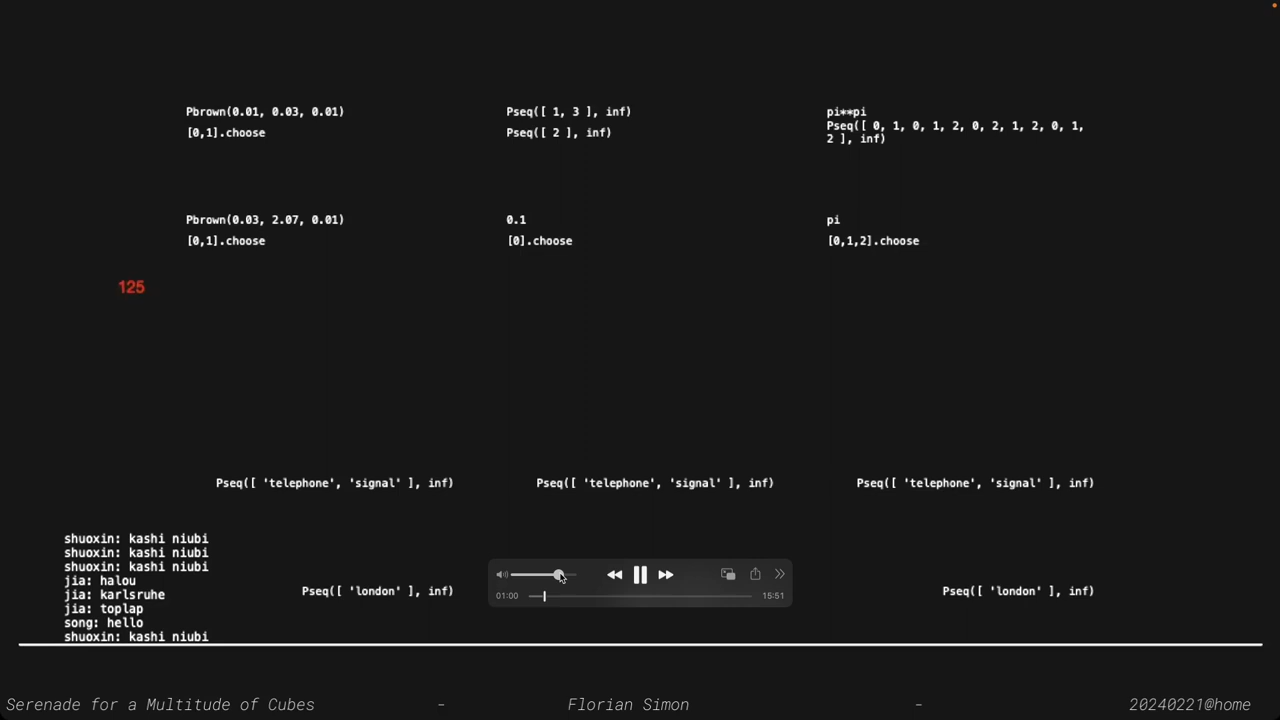 Pbrown(0.01, 0.03, 0.01)
[0,1].choose
Pseq([ 1, 3 ], inf)
Pseq([ 2 ], inf)
pi**pi
Pseq([ 0, 1, 0, 1, 2, 0, 2, 1, 2, 0, 1,
2 ], inf)
Pbrown(0.03, 2.07, 0.01)
[0,1].choose
0.1
[0].choose
pi
[0,1,2].choose
125
Pseq([ 'telephone', 'signal' ], inf)
Pseq([ 'telephone', 'signal' ], inf)
Pseq([ 'telephone', 'signal' ], inf)
shuoxin: kashi niubi
shuoxin: kashi niubi
shuoxin: kashi niubi
jia: halou
jia: karlsruhe
jia: toplap
song: hello
shuoxin: kashi niubi
Pseq([ 'london' ], inf)
01:00
15:51
Pseq([ 'london' ], inf)
Serenade for a Multitude of Cubes - Florian Simon - 20240221@home